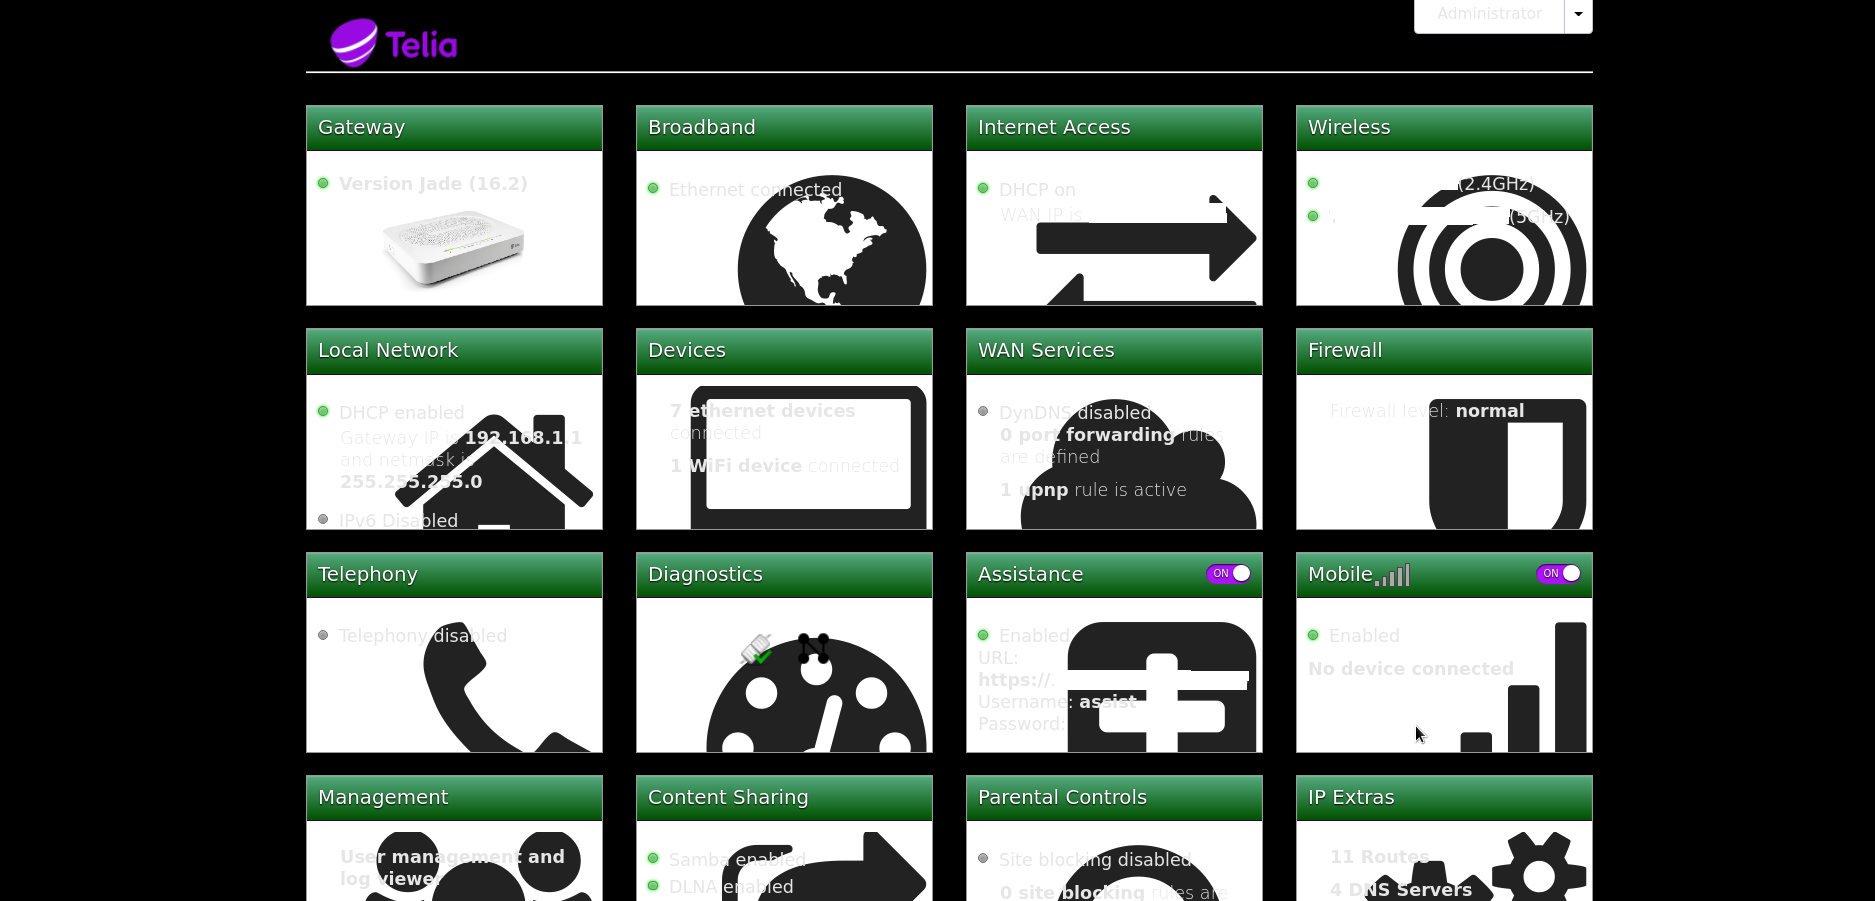 Telia
Administrator
Gateway
Version Jade (16.2)
Broadband
Ethernet connected
Internet Access
DHCP on
WAN IP is
Wireless
(2.4GHz)
(5GHz)
Local Network
DHCP enabled
Gateway IP is 192.168.1.1
and netmask is
255.255.255.0
IPv6 Disabled
Devices
7 ethernet devices
connected
1 WiFi device connected
WAN Services
DynDNS disabled
0 port forwarding rules
are defined
1 upnp rule is active
Firewall
Firewall level: normal
Telephony
Telephony disabled
Diagnostics
Assistance
ON
Enabled
URL:
https://.
Username: assist
Password:
Mobile
ON
Enabled
No device connected
Management
User management and
log viewer
Content Sharing
Samba enabled
DLNA enabled
Parental Controls
Site blocking disabled
0 site blocking rules are
IP Extras
11 Routes
4 DNS Servers